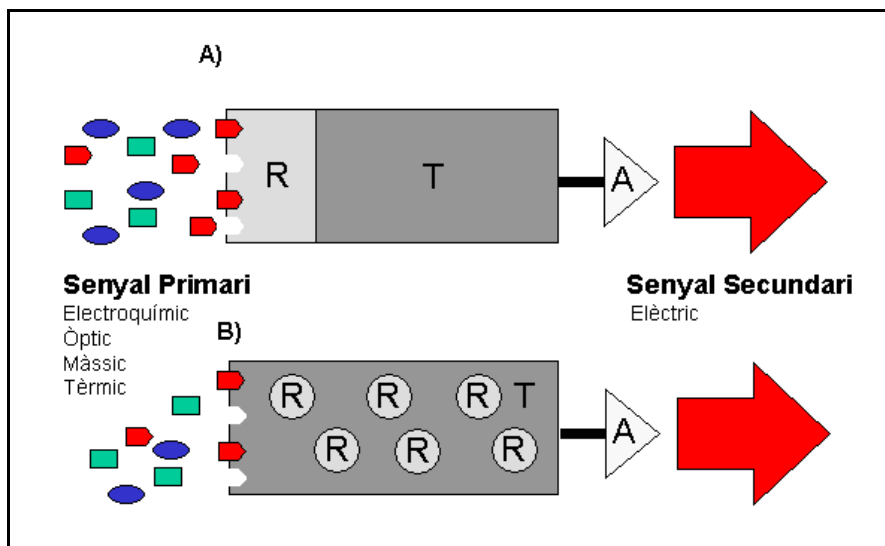 A)
R
T
A
Senyal Primari
Electroquímic
Òptic
Màssic
Tèrmic
Senyal Secundari
Elèctric
B)
R R R T
A
R R R